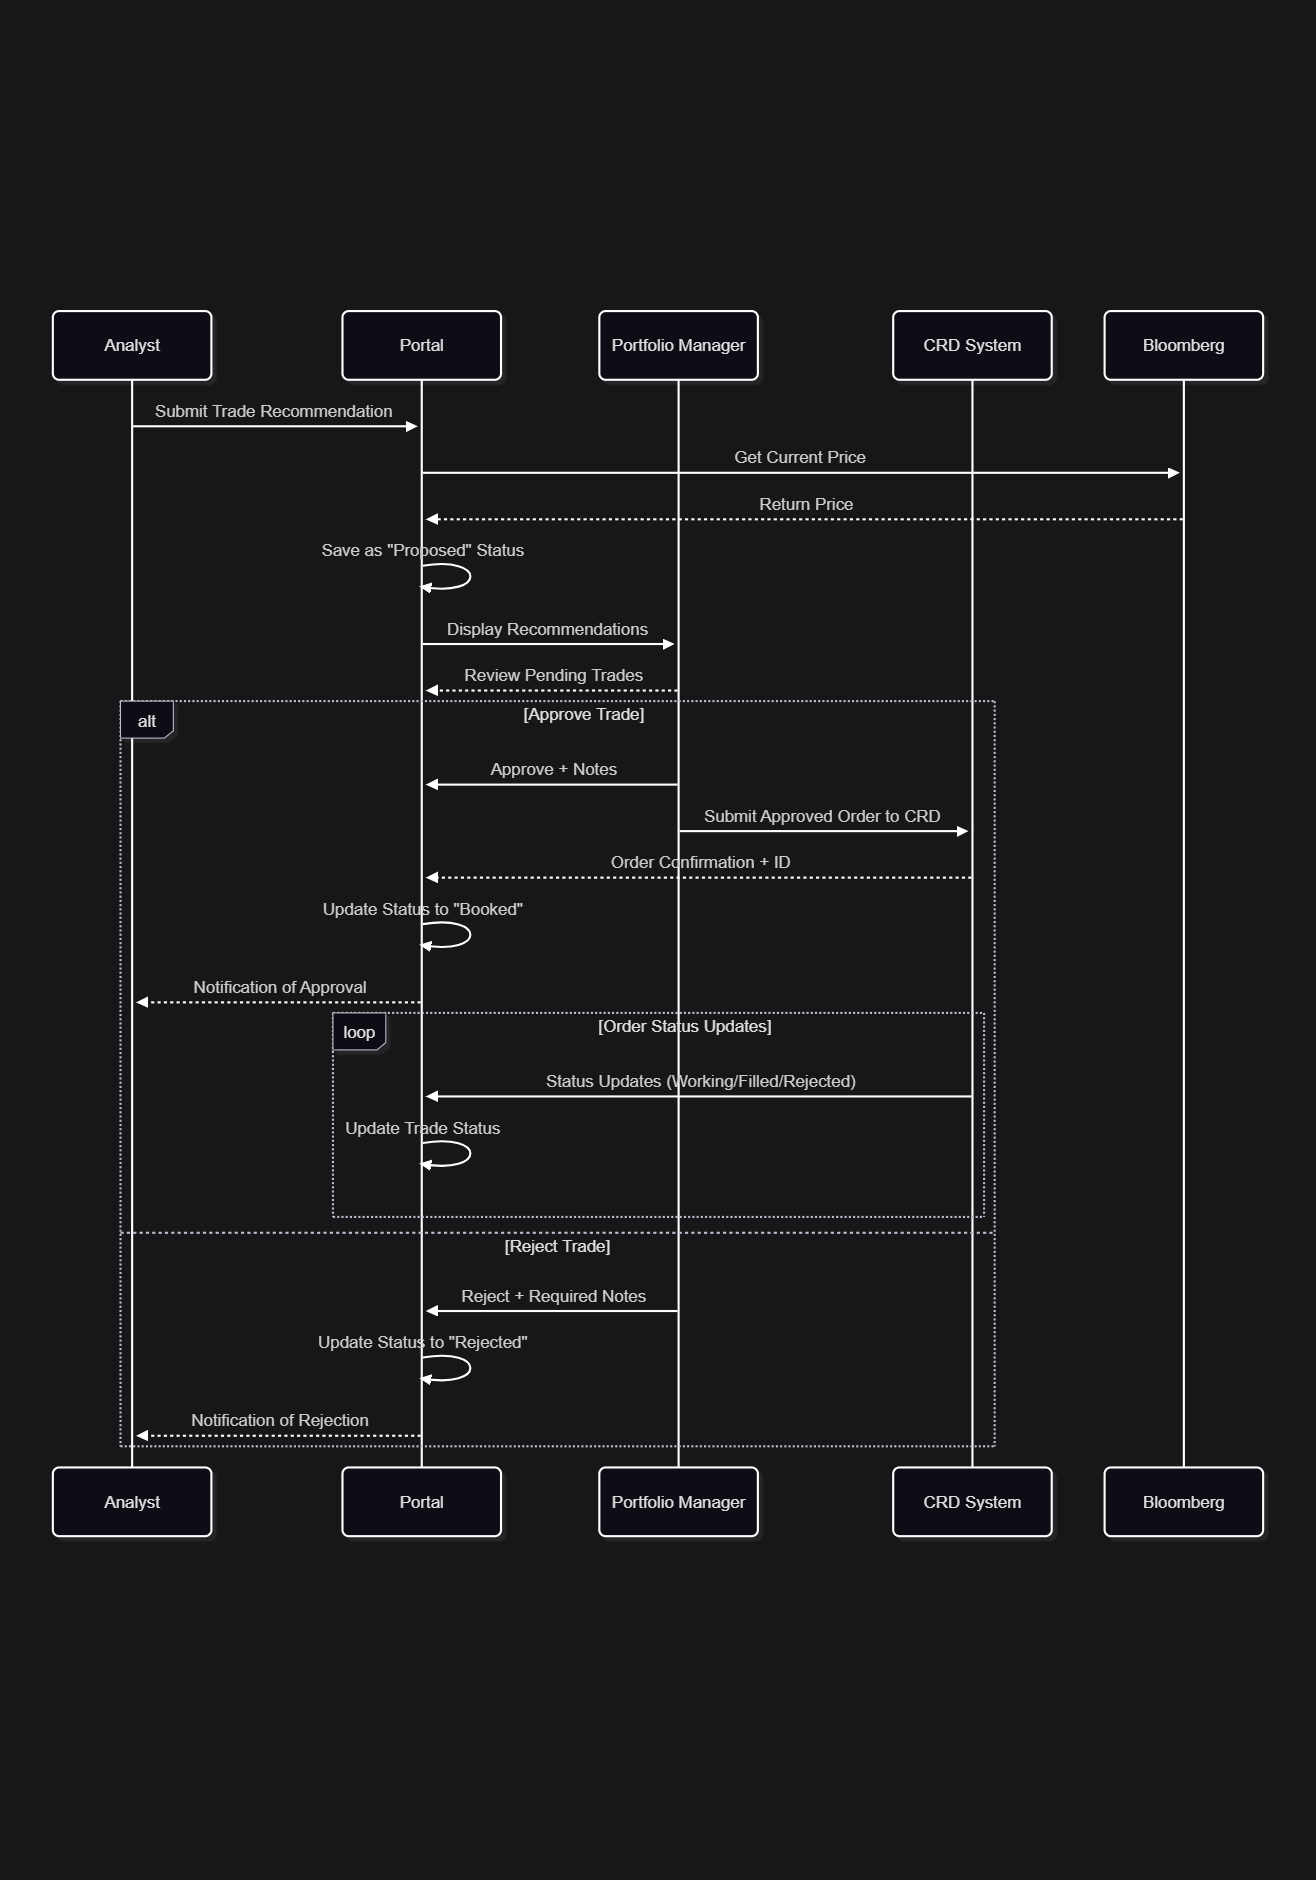 Analyst
Portal
Portfolio Manager
CRD System
Bloomberg
Submit Trade Recommendation
Get Current Price
Return Price
Save as "Proposed" Status
Display Recommendations
Review Pending Trades
alt
[Approve Trade]
Approve + Notes
Submit Approved Order to CRD
Order Confirmation + ID
Update Status to "Booked"
Notification of Approval
loop
[Order Status Updates]
Status Updates (Working/Filled/Rejected)
Update Trade Status
[Reject Trade]
Reject + Required Notes
Update Status to "Rejected"
Notification of Rejection
Analyst
Portal
Portfolio Manager
CRD System
Bloomberg